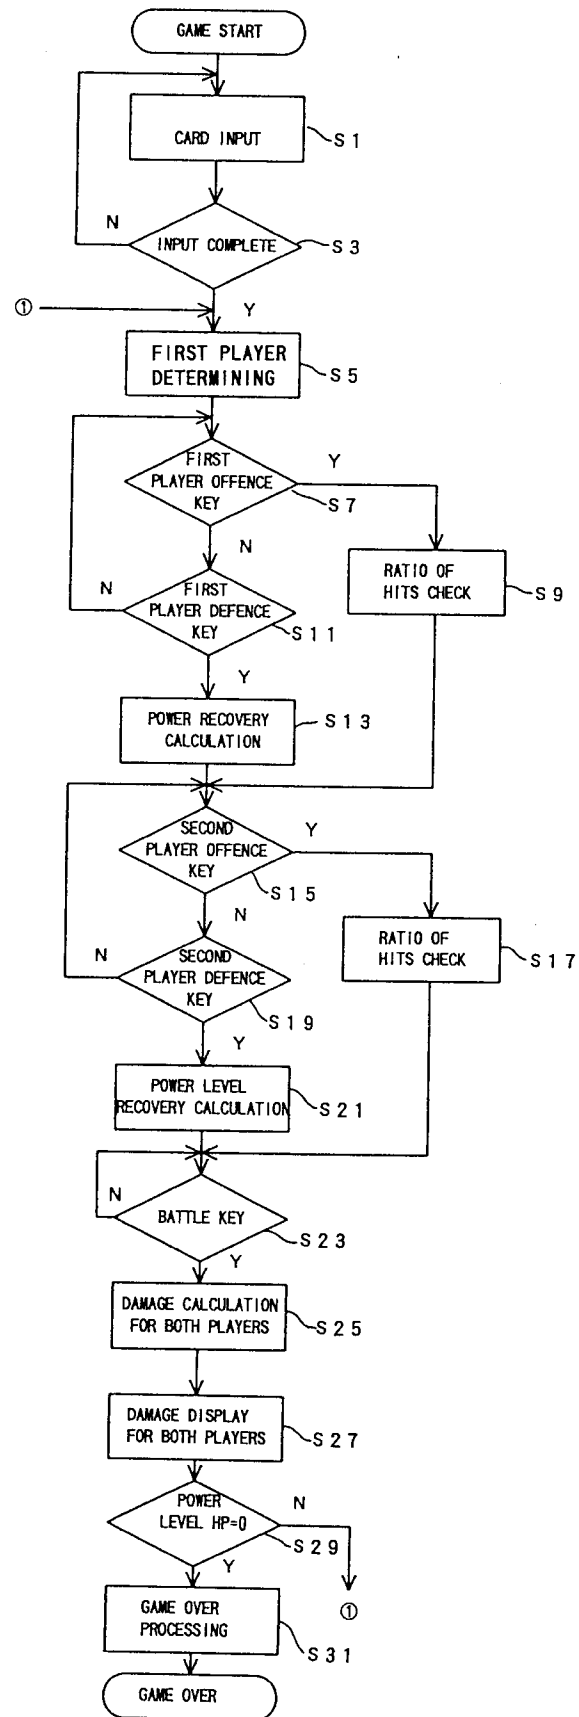 GAME START
CARD INPUT
S1
N
INPUT COMPLETE
S3
①
Y
FIRST PLAYER
DETERMINING
S5
FIRST
PLAYER OFFENCE
KEY
Y
S7
N
RATIO OF
HITS CHECK
S9
N
FIRST
PLAYER DEFENCE
KEY
S11
Y
POWER RECOVERY
CALCULATION
S13
SECOND
PLAYER OFFENCE
KEY
Y
S15
N
RATIO OF
HITS CHECK
S17
N
SECOND
PLAYER DEFENCE
KEY
S19
Y
POWER LEVEL
RECOVERY CALCULATION
S21
N
BATTLE KEY
S23
Y
DAMAGE CALCULATION
FOR BOTH PLAYERS
S25
DAMAGE DISPLAY
FOR BOTH PLAYERS
S27
POWER
LEVEL HP=0
N
S29
Y
①
GAME OVER
PROCESSING
S31
GAME OVER